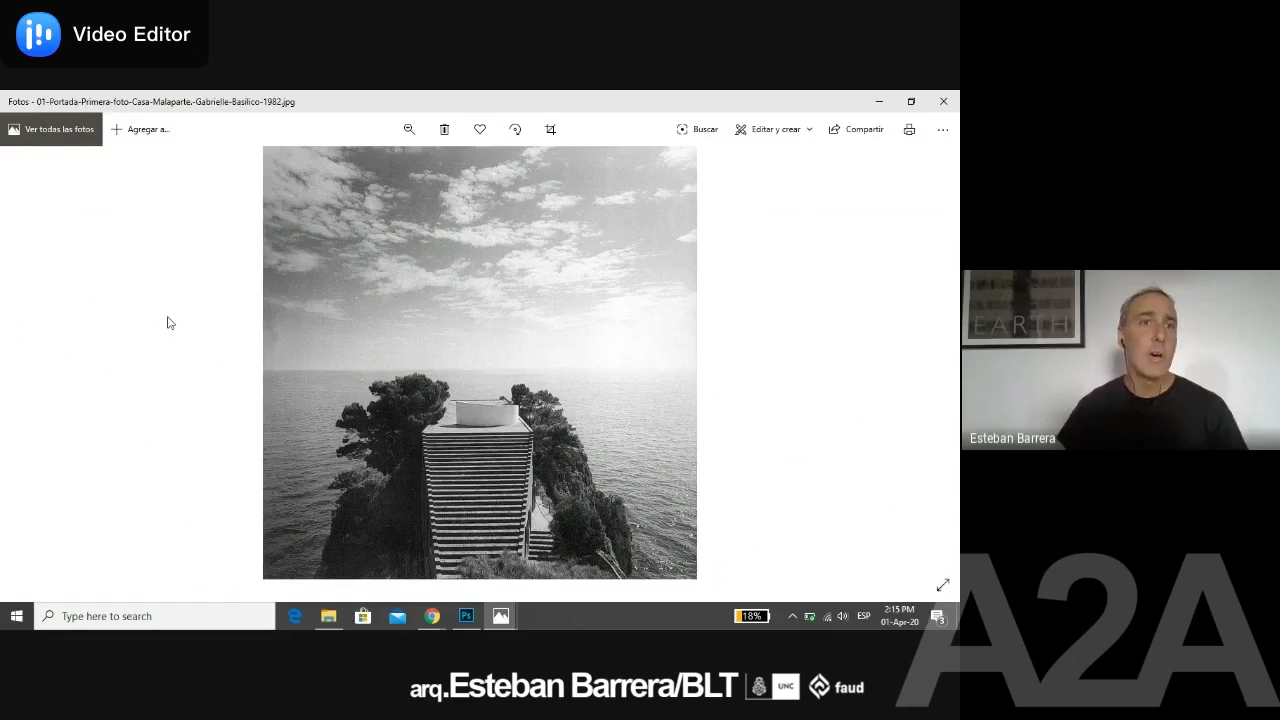 Video Editor
Fotos - 01-Portada-Primera-foto-Casa-Malaparte.-Gabrielle-Basilico-1982.jpg
Ver todas las fotos
Agregar a...
Buscar
Editar y crear
Compartir
EARTH
Esteban Barrera
Type here to search
Ps
18%
ESP
2:15 PM
01-Apr-20
3
A2A
arq.Esteban Barrera/BLT
UNC
faud